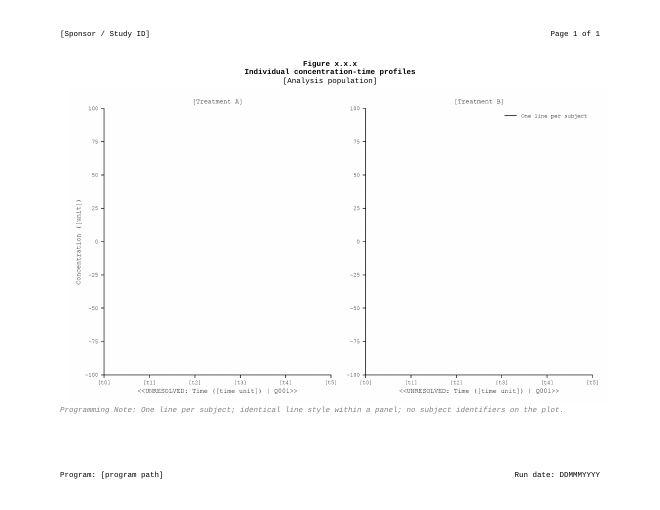 [Sponsor / Study ID]
Page 1 of 1
Figure x.x.x
Individual concentration-time profiles
[Analysis population]
[Treatment A]
[Treatment B]
One line per subject
Concentration ([unit])
100
75
50
25
0
−25
−50
−75
−100
100
75
50
25
0
−25
−50
−75
−100
[t0] [t1] [t2] [t3] [t4] [t5]
[t0] [t1] [t2] [t3] [t4] [t5]
<<UNRESOLVED: Time ([time unit]) | Q001>>
<<UNRESOLVED: Time ([time unit]) | Q001>>
Programming Note: One line per subject; identical line style within a panel; no subject identifiers on the plot.
Program: [program path]
Run date: DDMMMYYYY